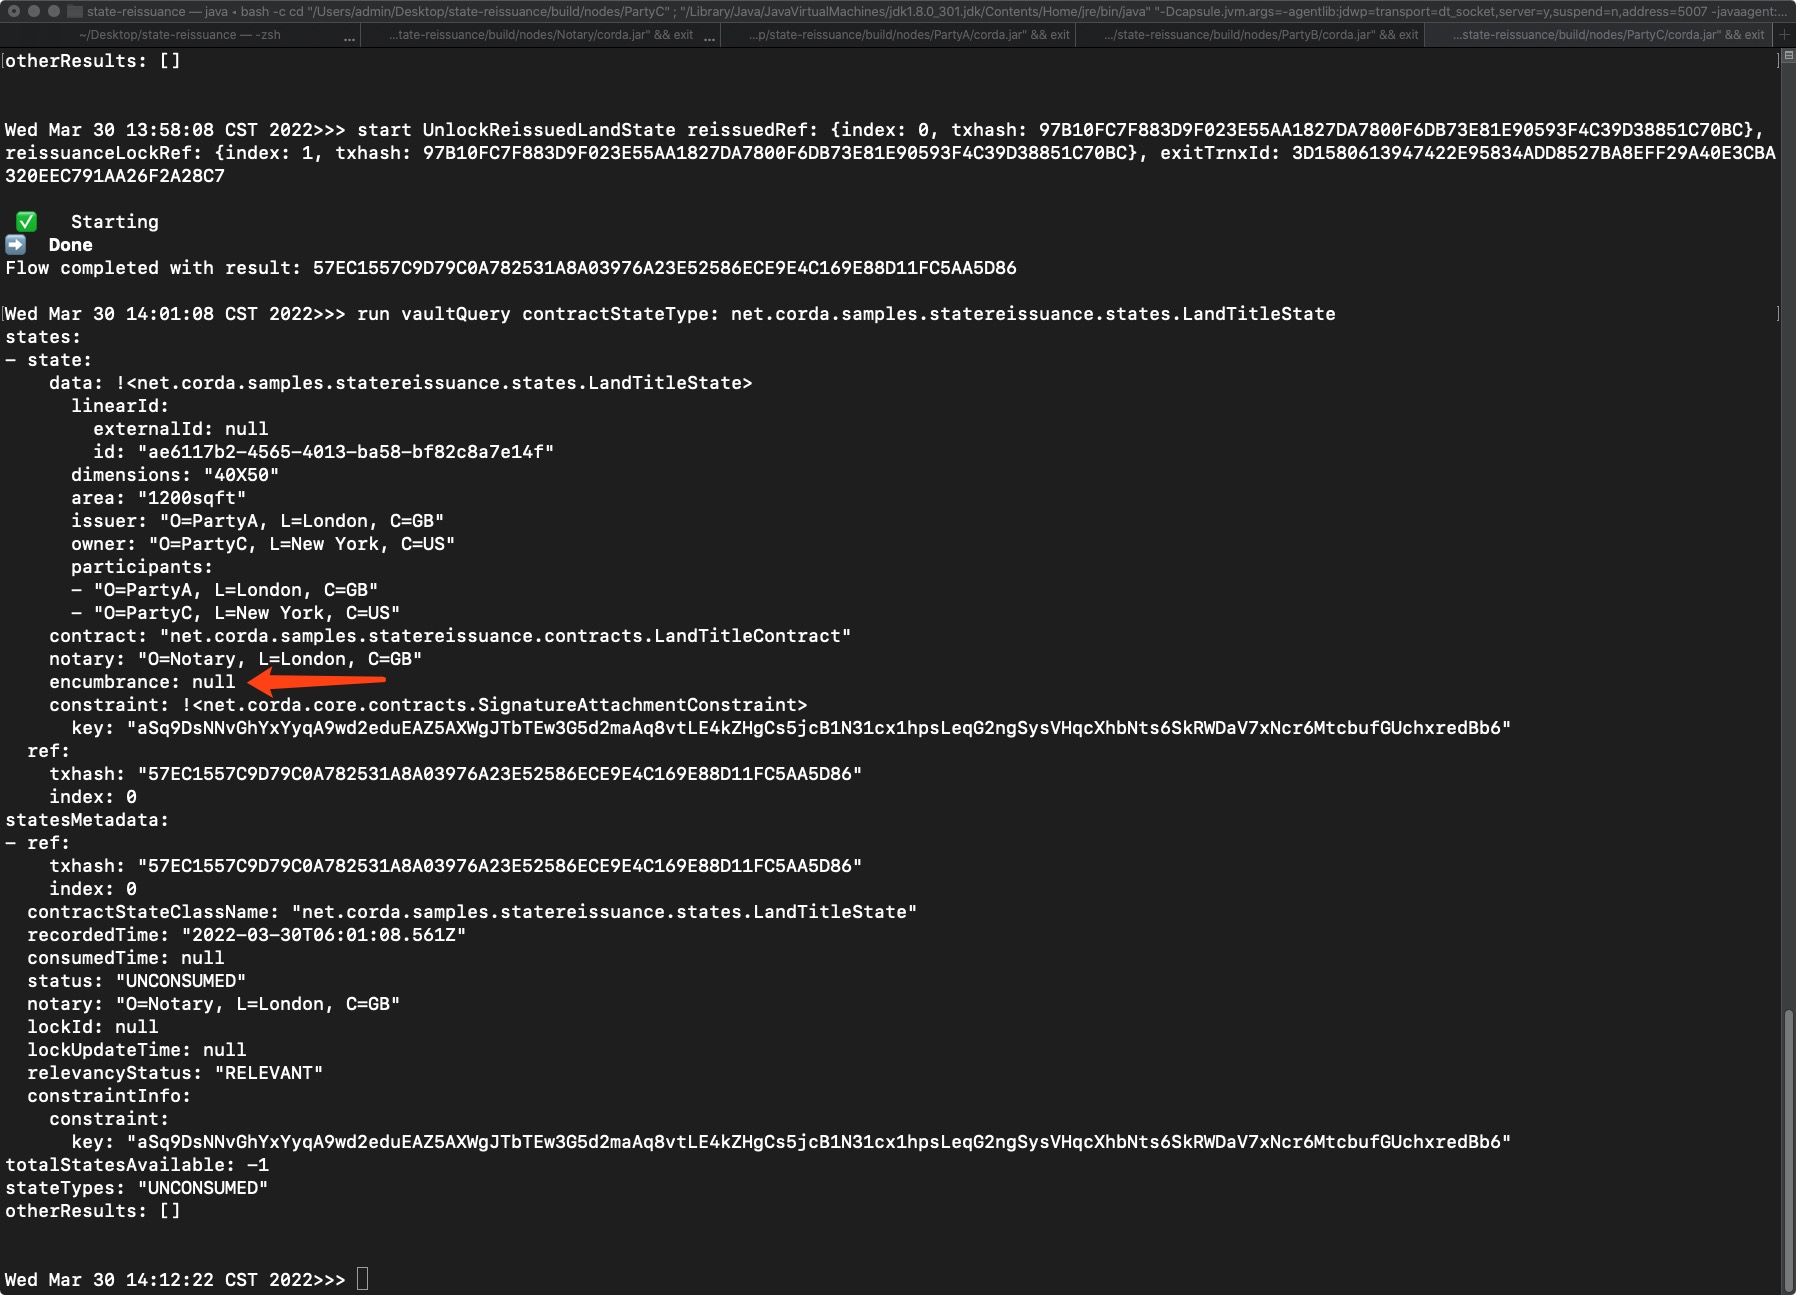 state-reissuance — java ◂ bash -c cd "/Users/admin/Desktop/state-reissuance/build/nodes/PartyC" ; "/Library/Java/JavaVirtualMachines/jdk1.8.0_301.jdk/Contents/Home/jre/bin/java" "-Dcapsule.jvm.args=-agentlib:jdwp=transport=dt_socket,server=y,suspend=n,address=5007 -javaagent:...
~/Desktop/state-reissuance — -zsh ... ...tate-reissuance/build/nodes/Notary/corda.jar" && exit ... ...p/state-reissuance/build/nodes/PartyA/corda.jar" && exit .../state-reissuance/build/nodes/PartyB/corda.jar" && exit ...state-reissuance/build/nodes/PartyC/corda.jar" && exit +
otherResults: []
Wed Mar 30 13:58:08 CST 2022>>> start UnlockReissuedLandState reissuedRef: {index: 0, txhash: 97B10FC7F883D9F023E55AA1827DA7800F6DB73E81E90593F4C39D38851C70BC},
reissuanceLockRef: {index: 1, txhash: 97B10FC7F883D9F023E55AA1827DA7800F6DB73E81E90593F4C39D38851C70BC}, exitTrnxId: 3D1580613947422E95834ADD8527BA8EFF29A40E3CBA
320EEC791AA26F2A28C7
✅ Starting
➡️ Done
Flow completed with result: 57EC1557C9D79C0A782531A8A03976A23E52586ECE9E4C169E88D11FC5AA5D86
Wed Mar 30 14:01:08 CST 2022>>> run vaultQuery contractStateType: net.corda.samples.statereissuance.states.LandTitleState
states:
- state:
data: !<net.corda.samples.statereissuance.states.LandTitleState>
linearId:
externalId: null
id: "ae6117b2-4565-4013-ba58-bf82c8a7e14f"
dimensions: "40X50"
area: "1200sqft"
issuer: "O=PartyA, L=London, C=GB"
owner: "O=PartyC, L=New York, C=US"
participants:
- "O=PartyA, L=London, C=GB"
- "O=PartyC, L=New York, C=US"
contract: "net.corda.samples.statereissuance.contracts.LandTitleContract"
notary: "O=Notary, L=London, C=GB"
encumbrance: null
constraint: !<net.corda.core.contracts.SignatureAttachmentConstraint>
key: "aSq9DsNNvGhYxYyqA9wd2eduEAZ5AXWgJTbTEw3G5d2maAq8vtLE4kZHgCs5jcB1N31cx1hpsLeqG2ngSysVHqcXhbNts6SkRWDaV7xNcr6MtcbufGUchxredBb6"
ref:
txhash: "57EC1557C9D79C0A782531A8A03976A23E52586ECE9E4C169E88D11FC5AA5D86"
index: 0
statesMetadata:
- ref:
txhash: "57EC1557C9D79C0A782531A8A03976A23E52586ECE9E4C169E88D11FC5AA5D86"
index: 0
contractStateClassName: "net.corda.samples.statereissuance.states.LandTitleState"
recordedTime: "2022-03-30T06:01:08.561Z"
consumedTime: null
status: "UNCONSUMED"
notary: "O=Notary, L=London, C=GB"
lockId: null
lockUpdateTime: null
relevancyStatus: "RELEVANT"
constraintInfo:
constraint:
key: "aSq9DsNNvGhYxYyqA9wd2eduEAZ5AXWgJTbTEw3G5d2maAq8vtLE4kZHgCs5jcB1N31cx1hpsLeqG2ngSysVHqcXhbNts6SkRWDaV7xNcr6MtcbufGUchxredBb6"
totalStatesAvailable: -1
stateTypes: "UNCONSUMED"
otherResults: []
Wed Mar 30 14:12:22 CST 2022>>>